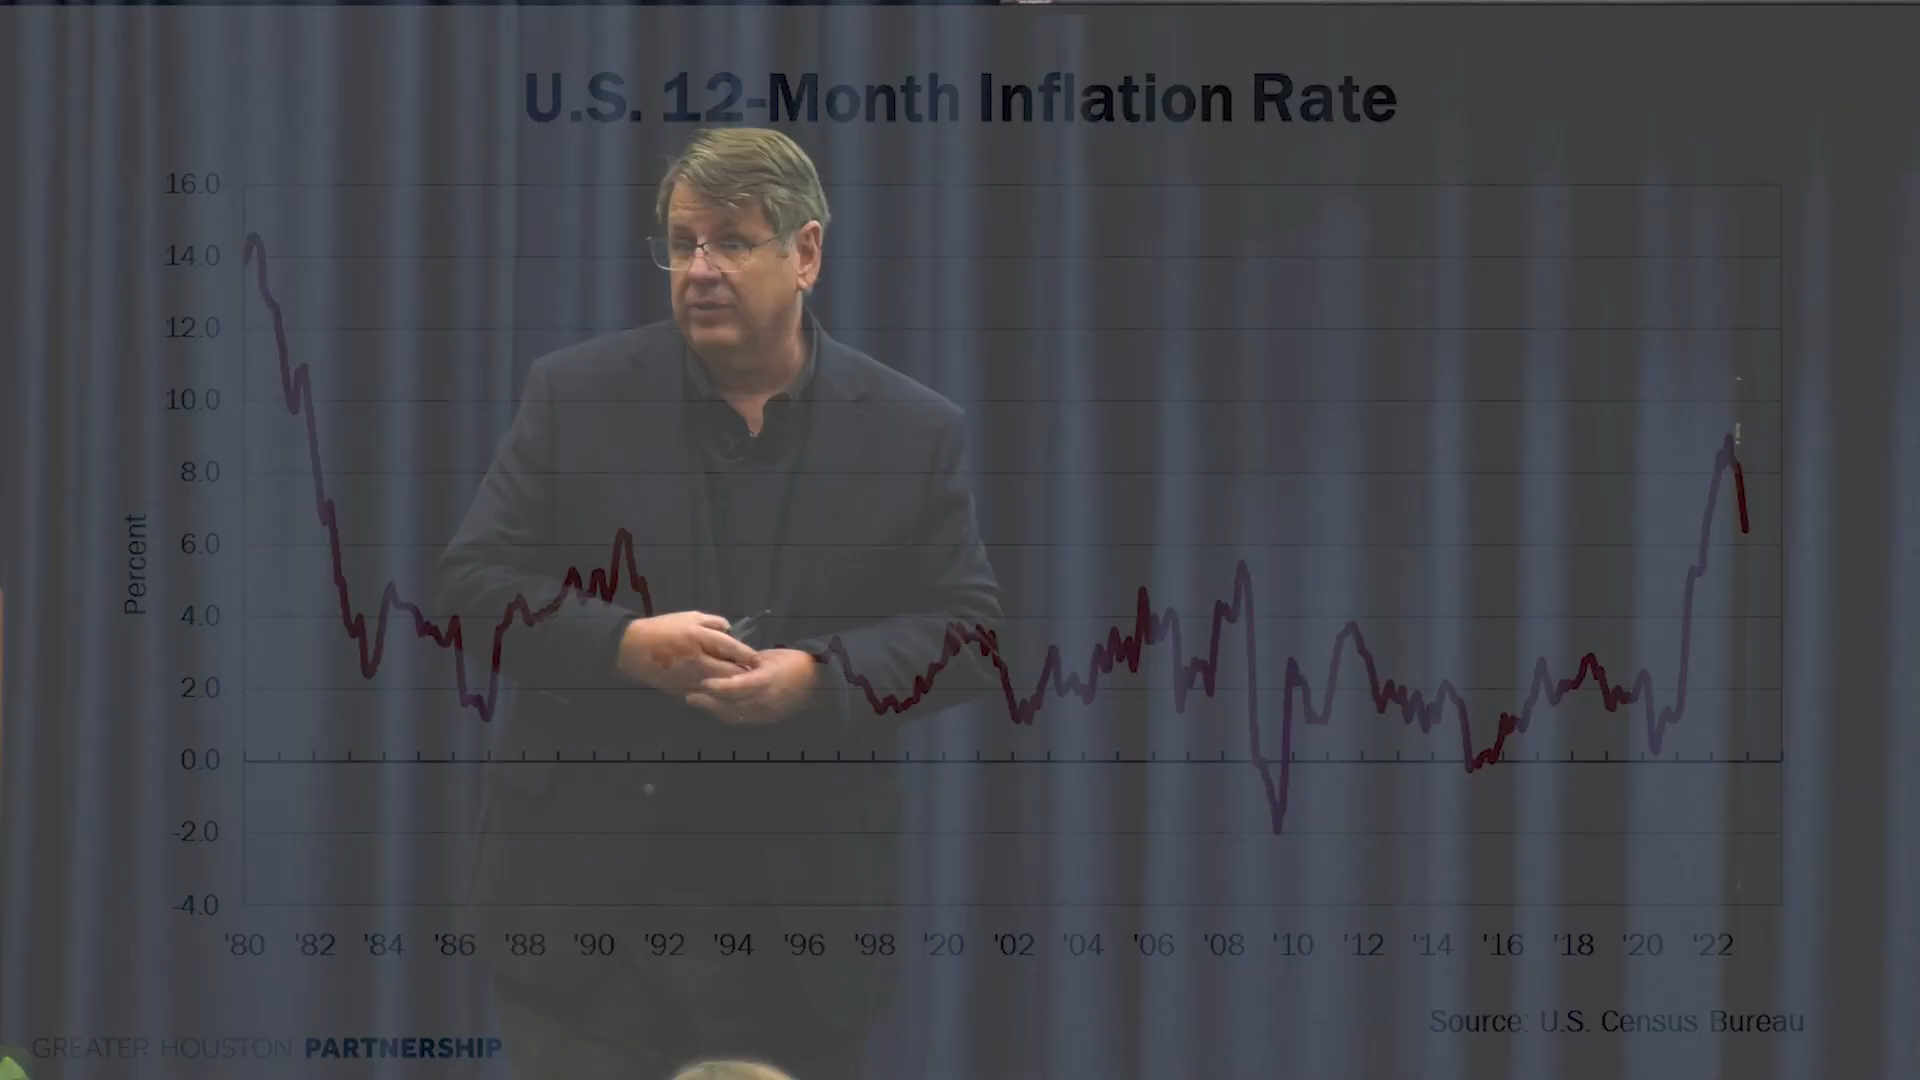 U.S. 12-Month Inflation Rate
16.0
14.0
12.0
10.0
8.0
6.0
4.0
2.0
0.0
-2.0
-4.0
Percent
'80 '82 '84 '86 '88 '90 '92 '94 '96 '98 '20 '02 '04 '06 '08 '10 '12 '14 '16 '18 '20 '22
Source: U.S. Census Bureau
GREATER HOUSTON PARTNERSHIP